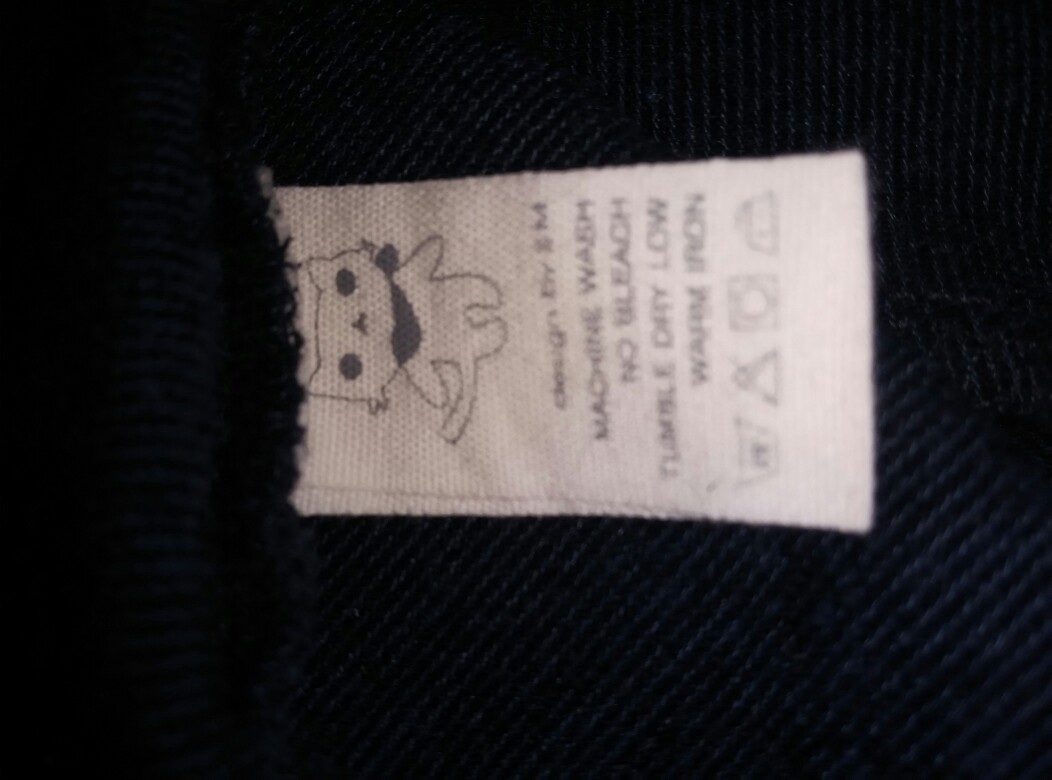 design BY
MACHINE WASH
NO BLEACH
TUMBLE DRY LOW
WARM IRON